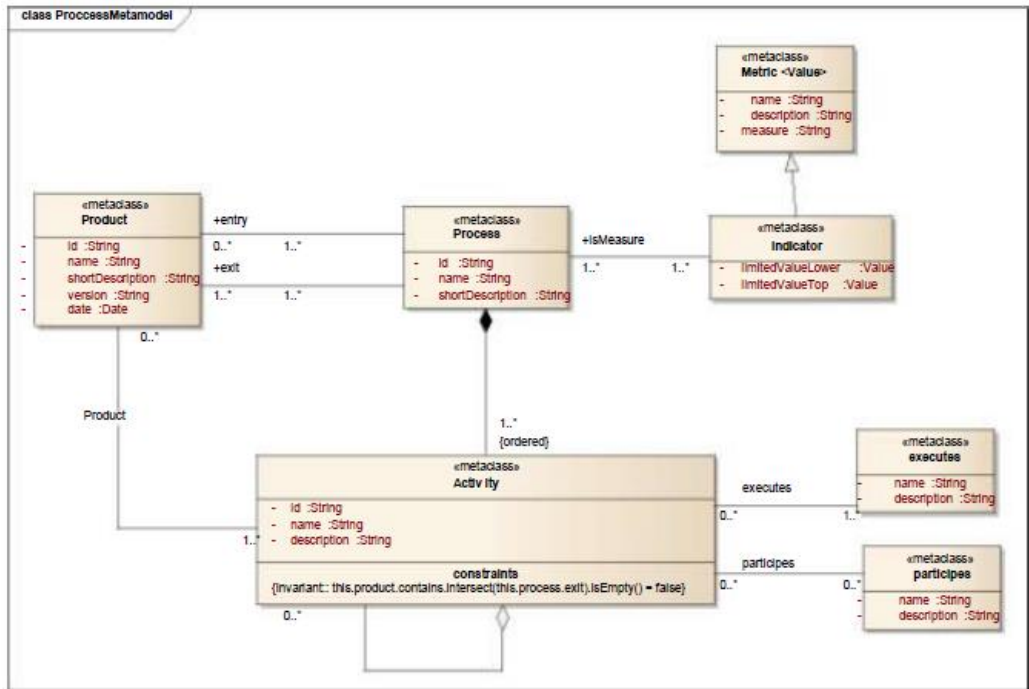 class ProccessMetamodel
«metaclass»
Metric <Value>
- name :String
- description :String
- measure :String
«metaclass»
Product
- id :String
- name :String
- shortDescription :String
- version :String
- date :Date
+entry
0..* 1..*
+exit
1..* 1..*
«metaclass»
Process
- id :String
- name :String
- shortDescription :String
+isMeasure
1..* 1..*
«metaclass»
Indicator
- limitedValueLower :Value
- limitedValueTop :Value
0..*
Product
1..*
{ordered}
«metaclass»
Activity
- id :String
- name :String
- description :String
1..*
constraints
{invariant:: this.product.contains.intersect(this.process.exit).isEmpty() = false}
0..*
executes
0..* 1..*
«metaclass»
executes
- name :String
- description :String
participes
0..* 0..*
«metaclass»
participes
- name :String
- description :String